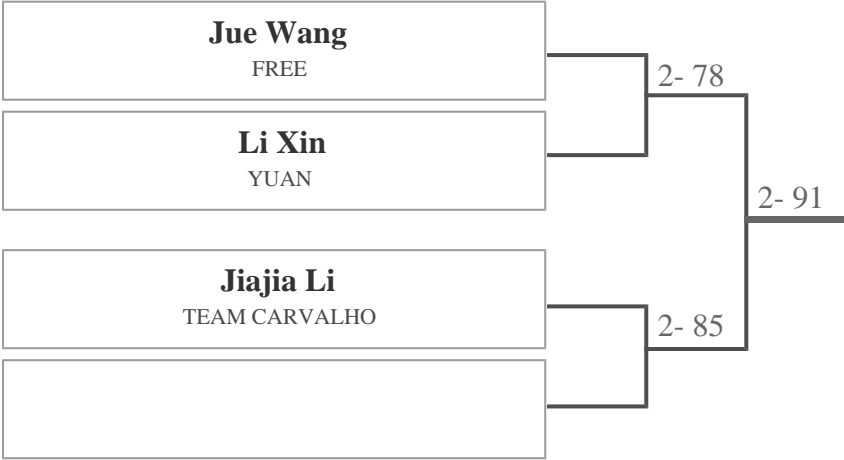 Jue Wang
FREE
2- 78
Li Xin
YUAN
2- 91
Jiajia Li
TEAM CARVALHO
2- 85